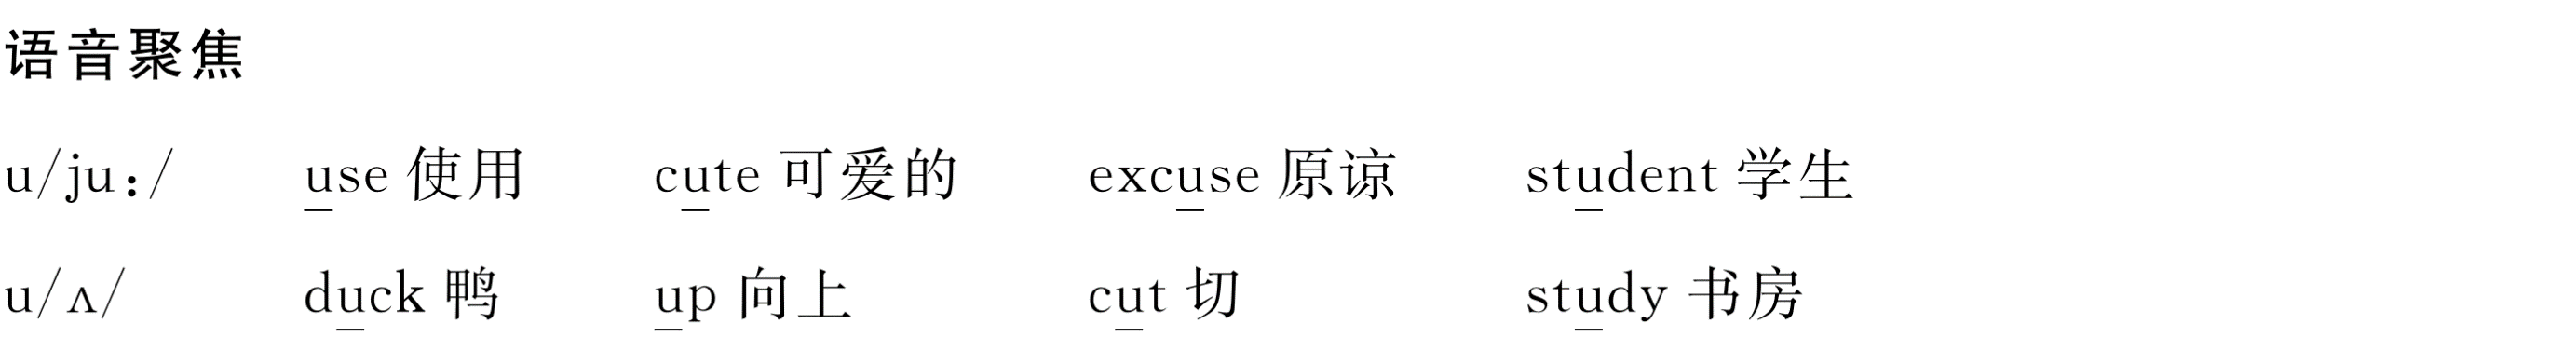 语音聚焦
u/juː/ use 使用 cute 可爱的 excuse 原谅 student 学生
u/ʌ/ duck 鸭 up 向上 cut 切 study 书房